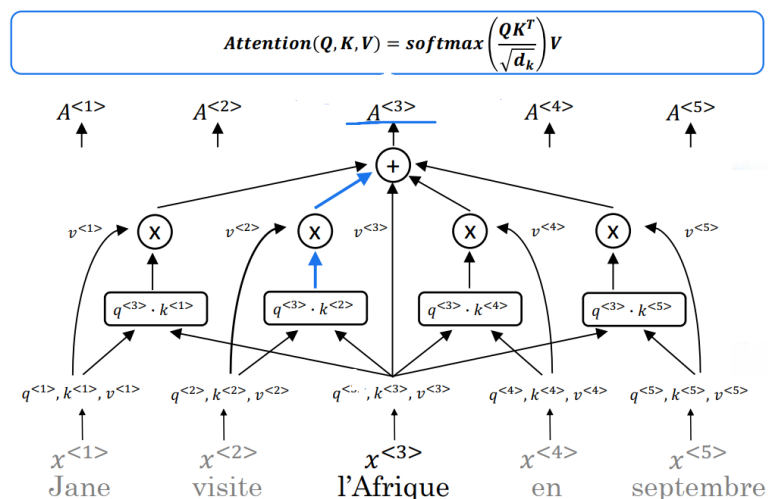 Attention(Q, K, V) = softmax(QK^T / √d_k) V
A^<1> A^<2> A^<3> A^<4> A^<5>
+
v^<1> x v^<2> x v^<3> x v^<4> x v^<5>
q^<3> · k^<1> q^<3> · k^<2> q^<3> · k^<4> q^<3> · k^<5>
q^<1>, k^<1>, v^<1> q^<2>, k^<2>, v^<2> k^<3>, v^<3> q^<4>, k^<4>, v^<4> q^<5>, k^<5>, v^<5>
x^<1> x^<2> x^<3> x^<4> x^<5>
Jane visite l'Afrique en septembre